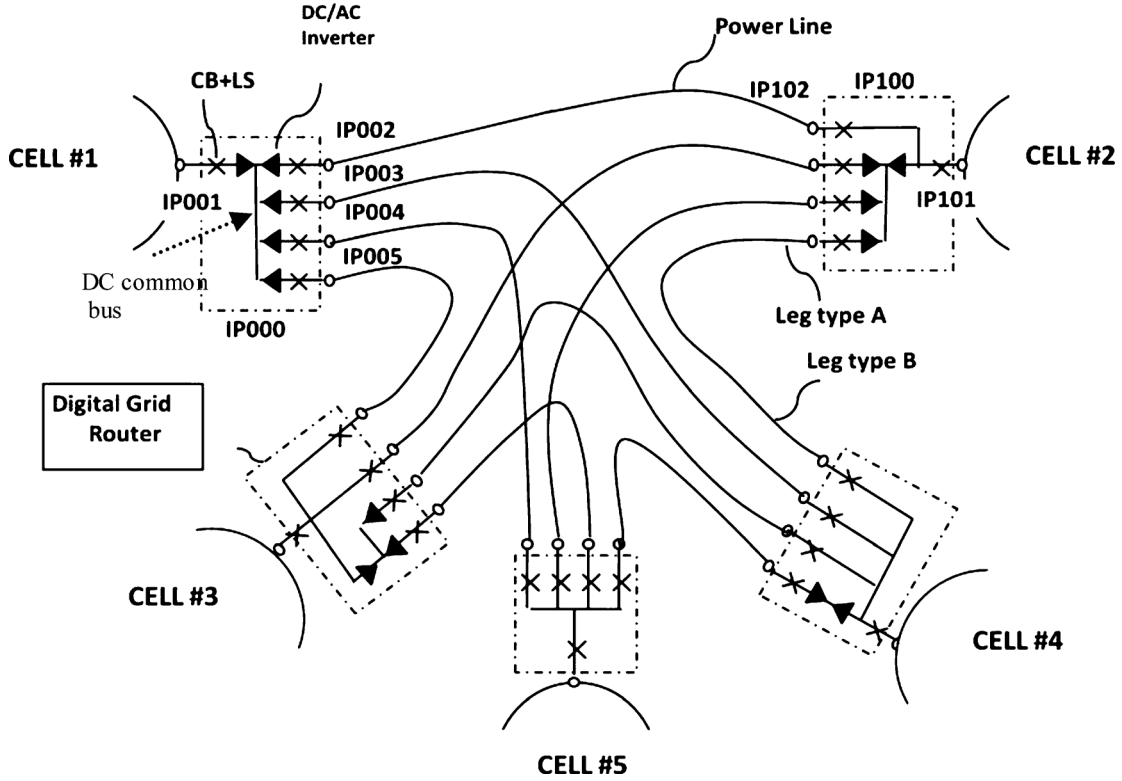 DC/AC
Inverter
Power Line
CB+LS
IP102
IP100
IP002
CELL #1
IP003
CELL #2
IP001
IP004
IP101
IP005
DC common
bus
IP000
Leg type A
Leg type B
Digital Grid
Router
CELL #3
CELL #4
CELL #5